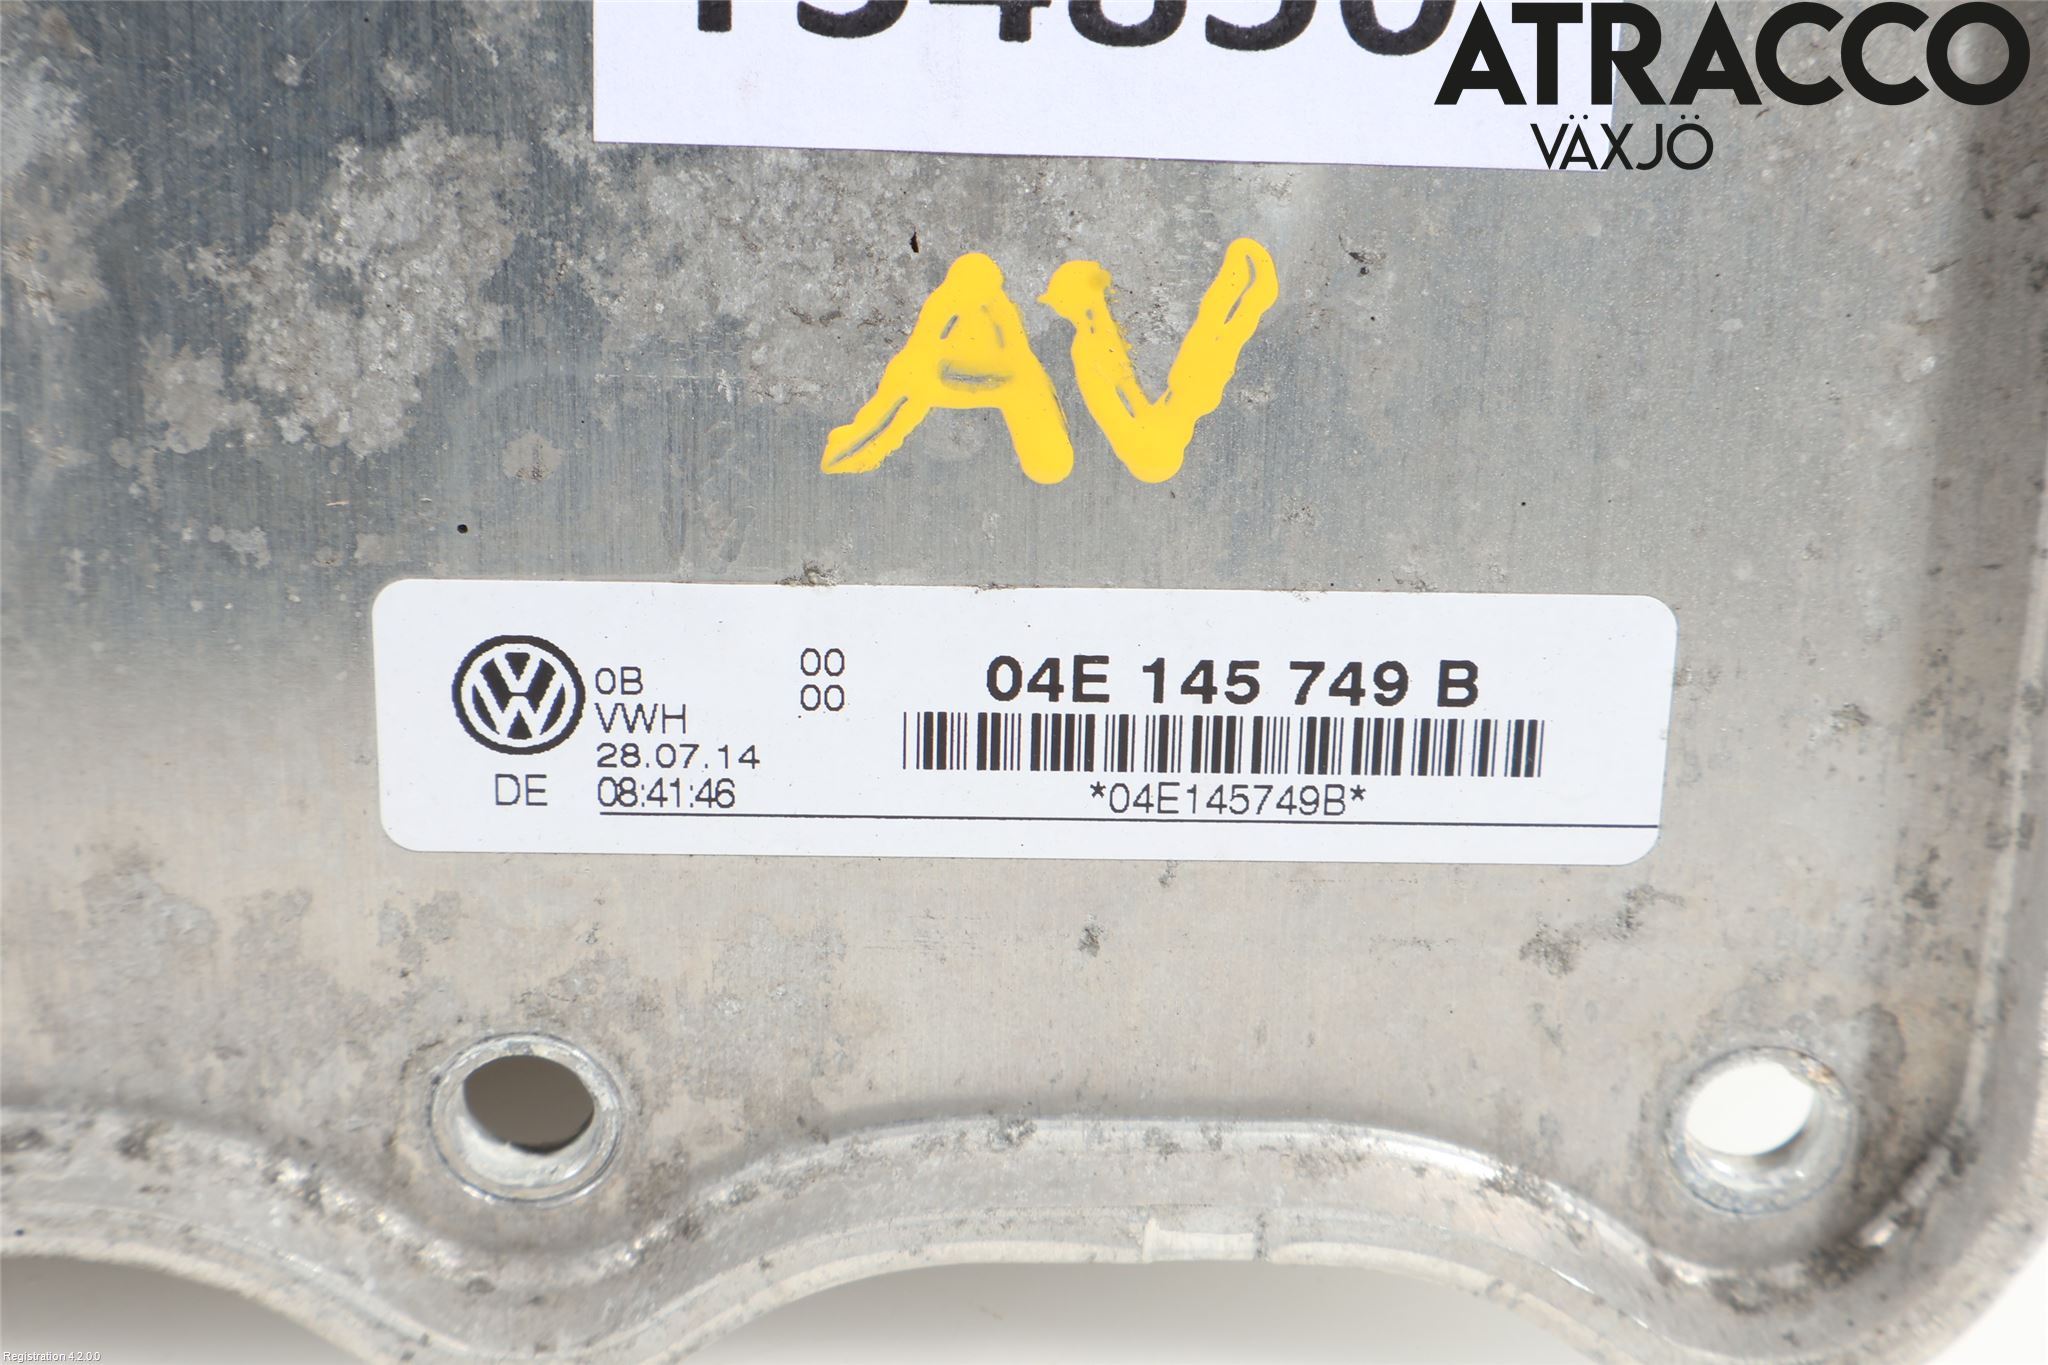 ATRACCO
VÄXJÖ
AV
0B
VWH
28.07.14
DE 08:41:46
00
00
04E 145 749 B
*04E145749B*
Registration 4.2.0.0